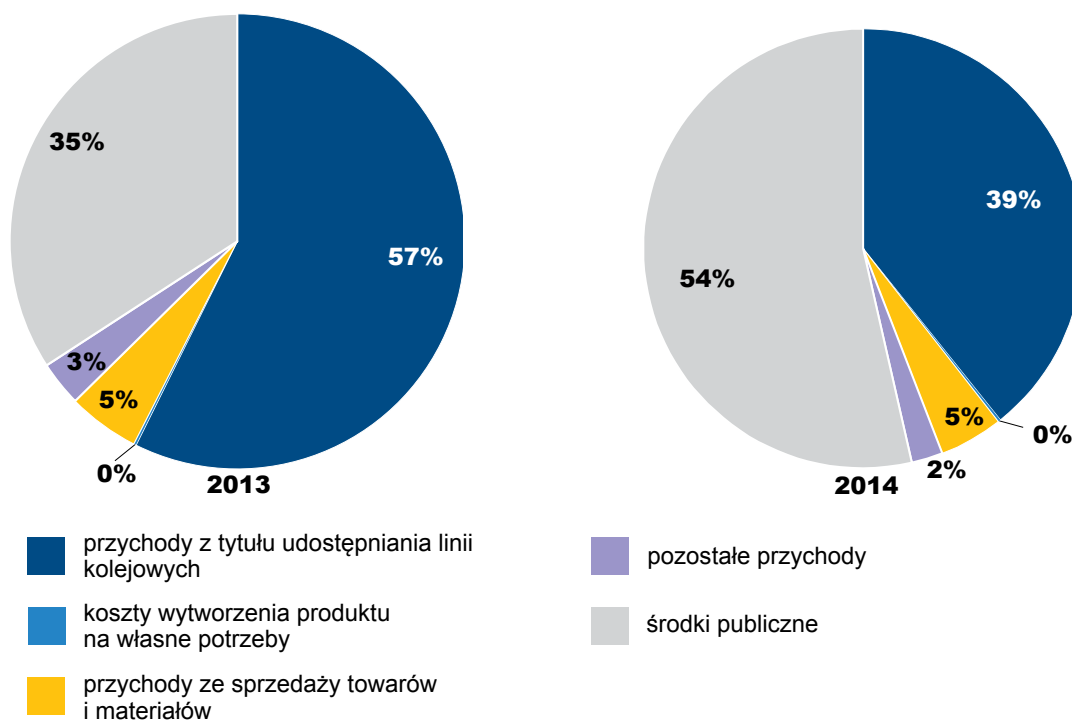 35%
57%
3%
5%
0%
2013
39%
54%
5%
0%
2%
2014
przychody z tytułu udostępniania linii
kolejowych
koszty wytworzenia produktu
na własne potrzeby
przychody ze sprzedaży towarów
i materiałów
pozostałe przychody
środki publiczne